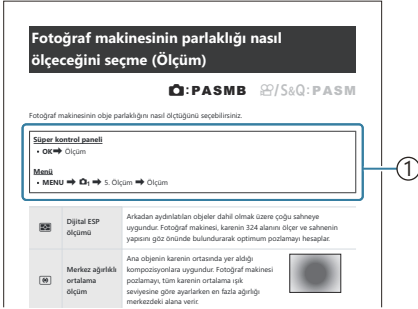 Fotoğraf makinesinin parlaklığı nasıl
ölçeceğini seçme (Ölçüm)
:PASMB /S&Q:PASM
Fotoğraf makinesinin obje parlaklığını nasıl ölçtüğünü seçebilirsiniz.
Süper kontrol paneli
• OK➡ Ölçüm
Menü
• MENU ➡ 1 ➡ 5. Ölçüm ➡ Ölçüm
1
Dijital ESP
ölçümü
Arkadan aydınlatılan objeler dahil olmak üzere çoğu sahneye
uygundur. Fotoğraf makinesi, karenin 324 alanını ölçer ve sahnenin
yapısını göz önünde bulundurarak optimum pozlamayı hesaplar.
Merkez ağırlıklı
ortalama
ölçüm
Ana objenin karenin ortasında yer aldığı
kompozisyonlara uygundur. Fotoğraf makinesi
pozlamayı, tüm karenin ortalama ışık
seviyesine göre ayarlarken en fazla ağırlığı
merkezdeki alana verir.